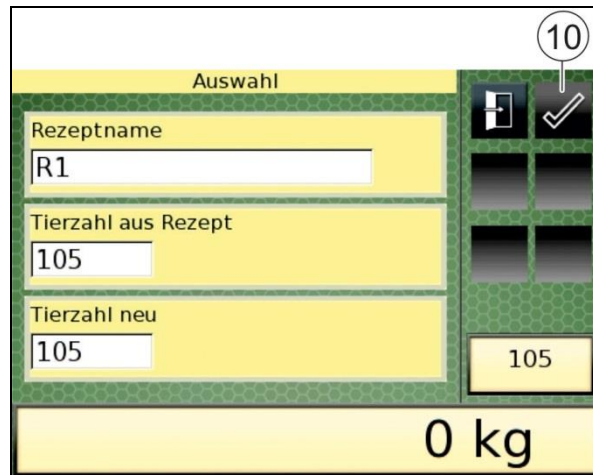 10
Auswahl
Rezeptname
R1
Tierzahl aus Rezept
105
Tierzahl neu
105
105
0 kg